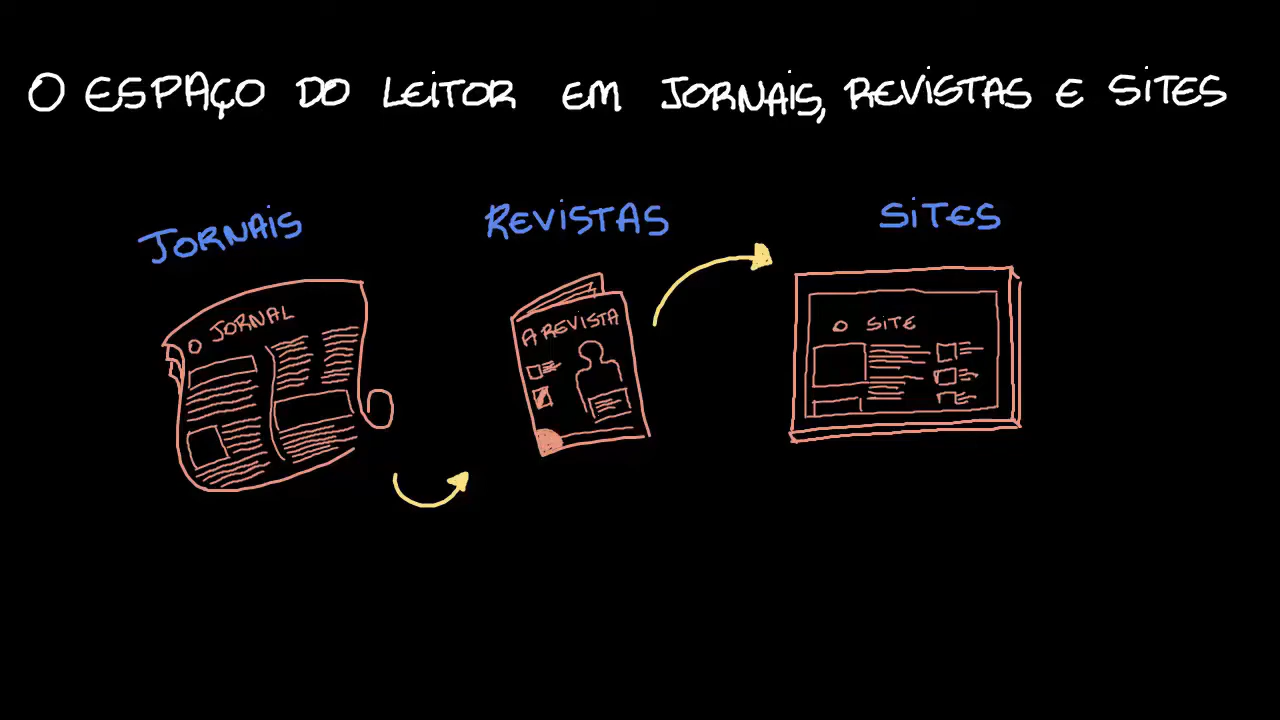 O ESPAÇO DO LEITOR EM JORNAIS, REVISTAS E SITES
JORNAIS
REVISTAS
SITES
O JORNAL
A REVISTA
O SITE